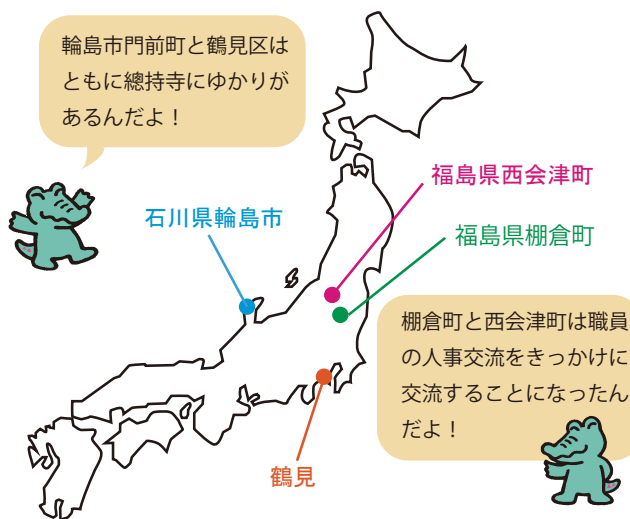 輪島市門前町と鶴見区は
ともに總持寺にゆかりが
あるんだよ！
福島県西会津町
石川県輪島市
福島県棚倉町
棚倉町と西会津町は職員
の人事交流をきっかけに
交流することになったん
だよ！
鶴見